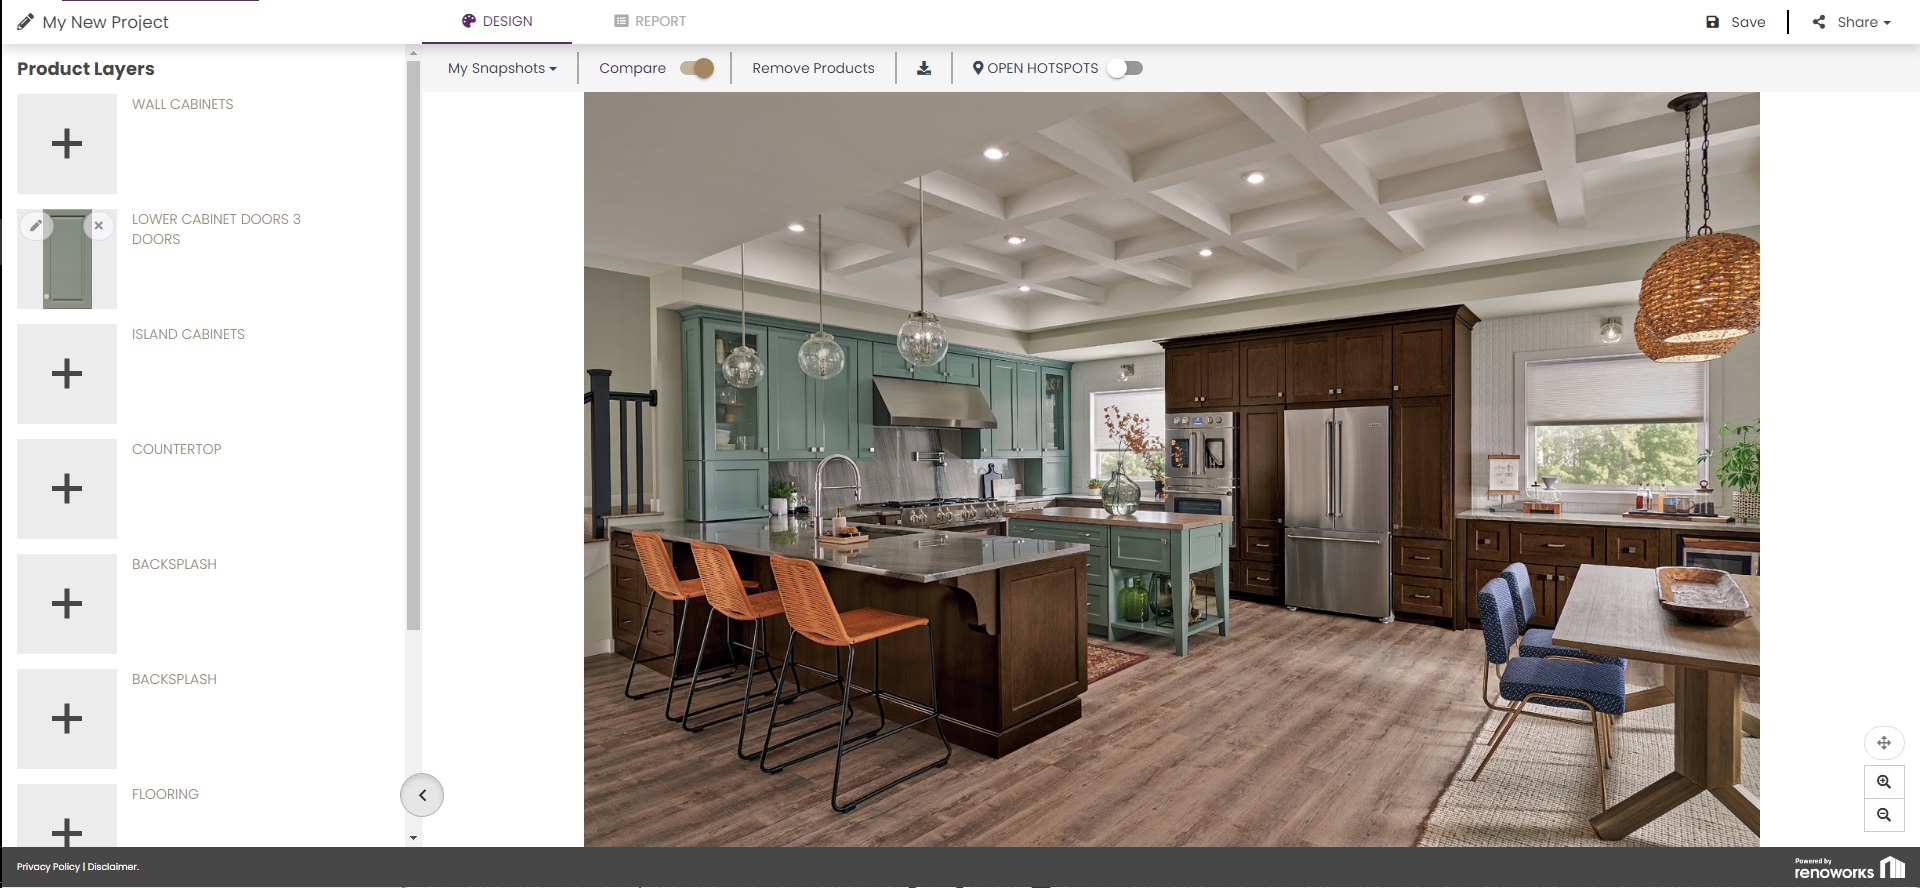 My New Project
DESIGN
REPORT
Save
Share
Product Layers
My Snapshots
Compare
Remove Products
OPEN HOTSPOTS
WALL CABINETS
LOWER CABINET DOORS 3
DOORS
ISLAND CABINETS
COUNTERTOP
BACKSPLASH
BACKSPLASH
FLOORING
Privacy Policy | Disclaimer.
Powered by
renoworks